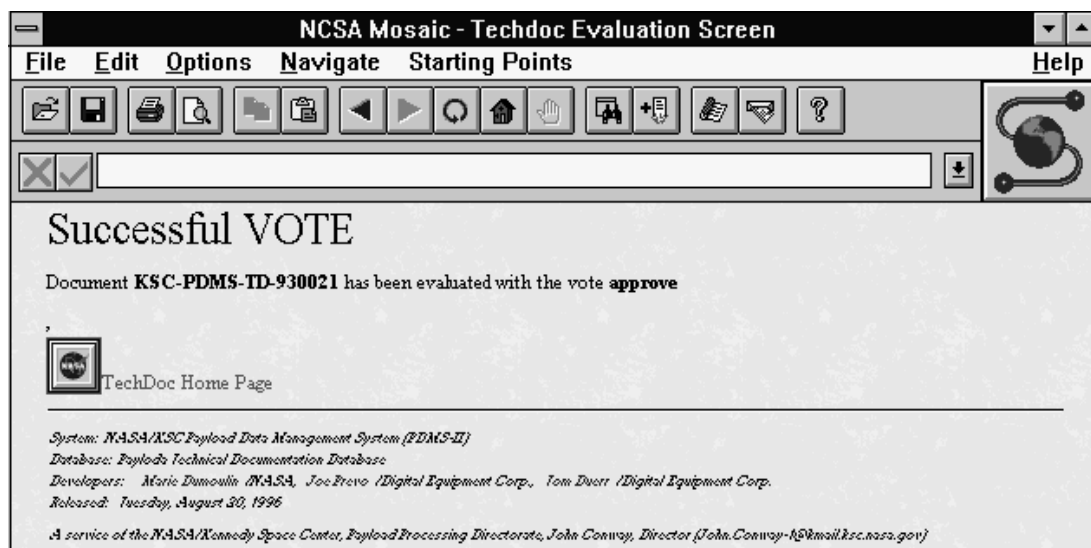 NCSA Mosaic - Techdoc Evaluation Screen
File Edit Options Navigate Starting Points Help
Successful VOTE
Document KSC-PDMS-TD-930021 has been evaluated with the vote approve
,
TechDoc Home Page
System: NASA/KSC Payload Data Management System (PDMS-II)
Database: Payloda Technical Documentation Database
Developers: Marie Dumoulin /NASA, Joe Prevo /Digital Equipment Corp., Tom Duerr /Digital Equipment Corp.
Released: Tuesday, August 30, 1996
A service of the NASA/Kennedy Space Center, Payload Processing Directorate, John Conway, Director (John.Conway-1@kmail.ksc.nasa.gov)